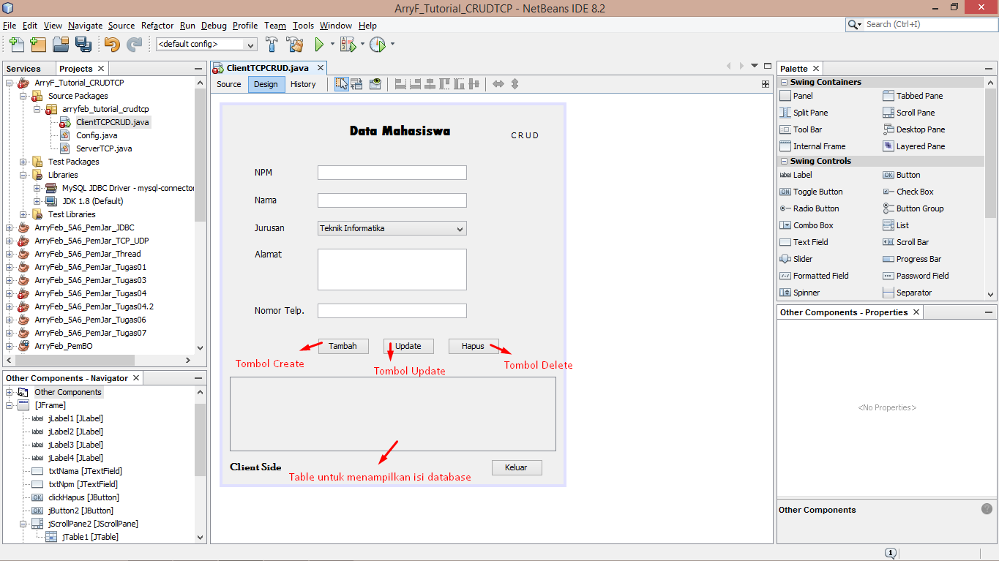 ArryF_Tutorial_CRUDTCP - NetBeans IDE 8.2
File Edit View Navigate Source Refactor Run Debug Profile Team Tools Window Help
Search (Ctrl+I)
<default config>
Services Projects
ArryF_Tutorial_CRUDTCP
Source Packages
arryfeb_tutorial_crudtcp
ClientTCPCRUD.java
Config.java
ServerTCP.java
Test Packages
Libraries
MySQL JDBC Driver - mysql-connector
JDK 1.8 (Default)
Test Libraries
ArryFeb_5A6_PemJar_JDBC
ArryFeb_5A6_PemJar_TCP_UDP
ArryFeb_5A6_PemJar_Thread
ArryFeb_5A6_PemJar_Tugas01
ArryFeb_5A6_PemJar_Tugas03
ArryFeb_5A6_PemJar_Tugas04
ArryFeb_5A6_PemJar_Tugas04.2
ArryFeb_5A6_PemJar_Tugas06
ArryFeb_5A6_PemJar_Tugas07
ArryFeb_PemBO
Other Components - Navigator
Other Components
[JFrame]
jLabel1 [JLabel]
jLabel2 [JLabel]
jLabel3 [JLabel]
jLabel4 [JLabel]
txtNama [JTextField]
txtNpm [JTextField]
clickHapus [JButton]
jButton2 [JButton]
jScrollPane2 [JScrollPane]
jTable1 [JTable]
ClientTCPCRUD.java
Source Design History
Data Mahasiswa
CRUD
NPM
Nama
Jurusan Teknik Informatika
Alamat
Nomor Telp.
Tambah Update Hapus
Tombol Create Tombol Update Tombol Delete
Client Side
Table untuk menampilkan isi database
Keluar
Palette
Swing Containers
Panel Tabbed Pane
Split Pane Scroll Pane
Tool Bar Desktop Pane
Internal Frame Layered Pane
Swing Controls
label Label OK Button
ON Toggle Button Check Box
Radio Button Button Group
Combo Box List
Text Field Scroll Bar
Slider Progress Bar
Formatted Field Password Field
Spinner Separator
Other Components - Properties
<No Properties>
Other Components
1